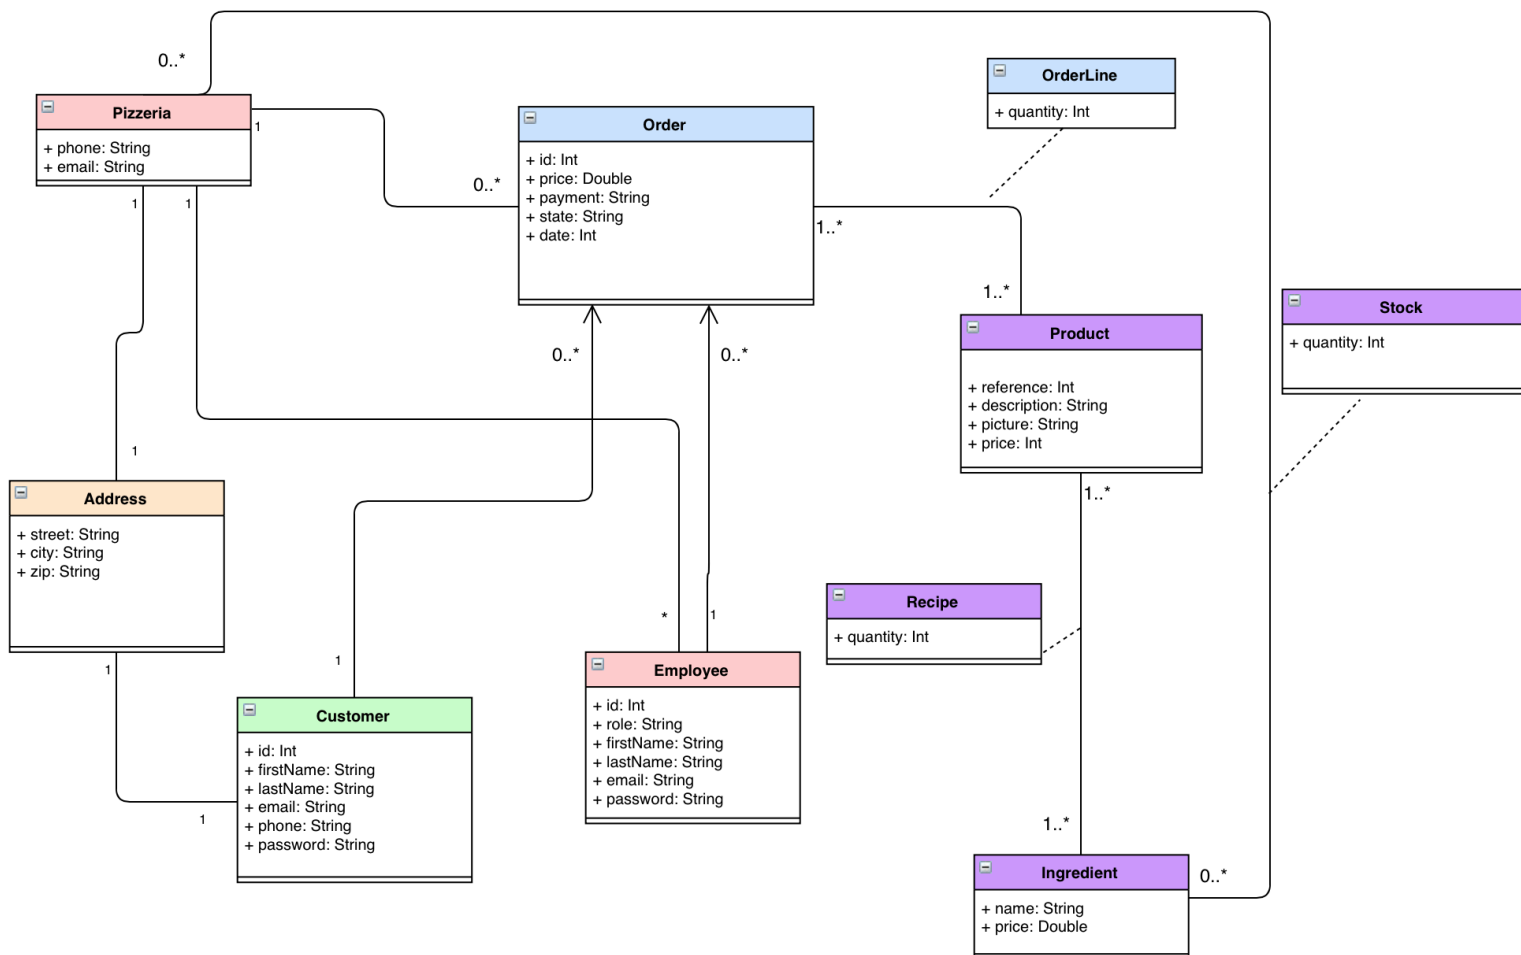 0..*
OrderLine
+ quantity: Int
Pizzeria
+ phone: String
+ email: String
1
1
1
Order
+ id: Int
+ price: Double
+ payment: String
+ state: String
+ date: Int
0..*
1..*
1..*
0..*
0..*
Product
+ reference: Int
+ description: String
+ picture: String
+ price: Int
1..*
Stock
+ quantity: Int
1
Address
+ street: String
+ city: String
+ zip: String
1
1
1
Customer
+ id: Int
+ firstName: String
+ lastName: String
+ email: String
+ phone: String
+ password: String
*
1
Employee
+ id: Int
+ role: String
+ firstName: String
+ lastName: String
+ email: String
+ password: String
Recipe
+ quantity: Int
1..*
Ingredient
+ name: String
+ price: Double
0..*